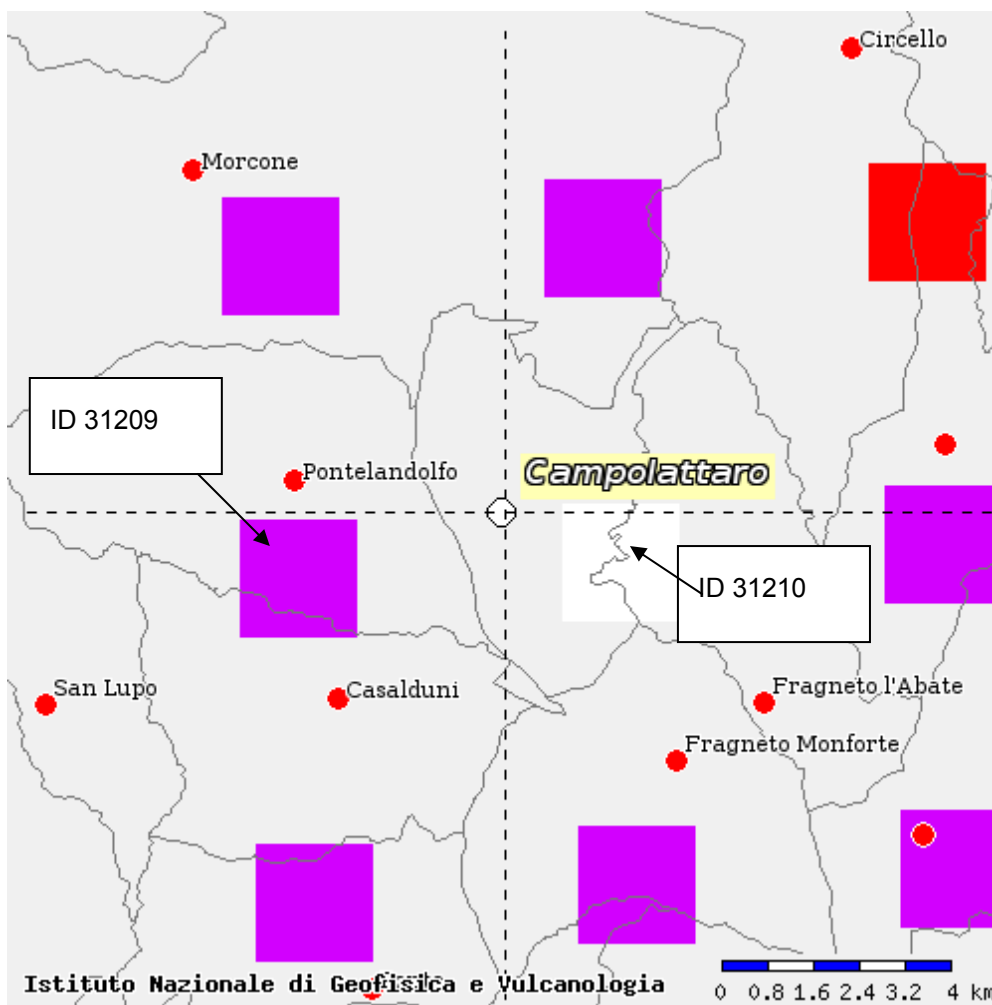 Circello
Morcone
ID 31209
Pontelandolfo
Campolattaro
ID 31210
San Lupo
Casalduni
Fragneto l'Abate
Fragneto Monforte
Istituto Nazionale di Geofisica e Vulcanologia
0 0.8 1.6 2.4 3.2 4 km